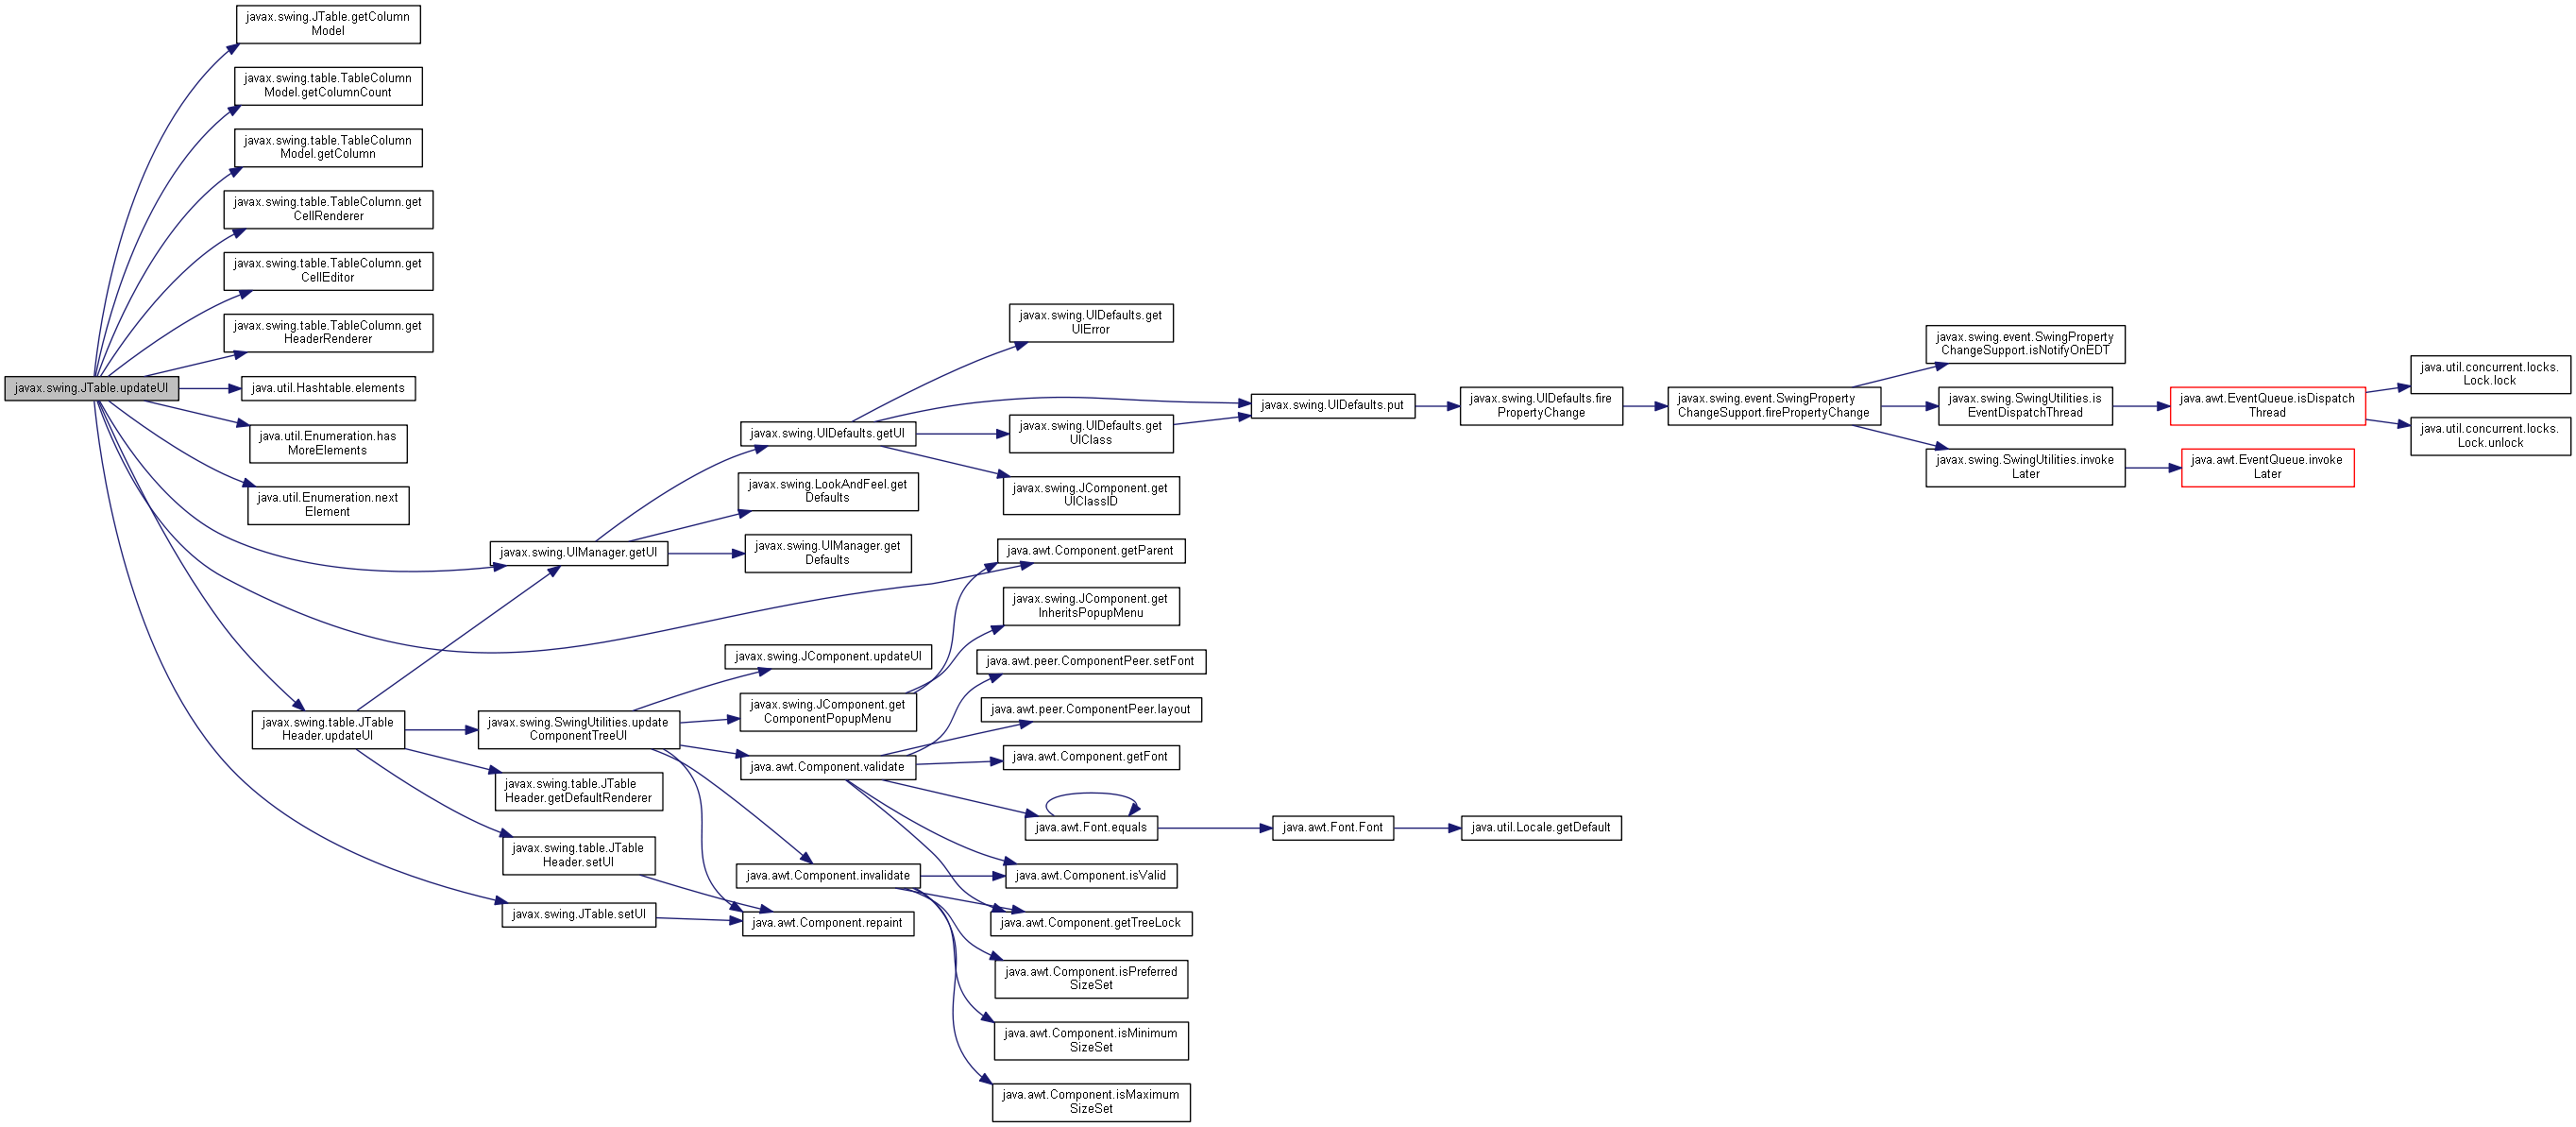 javax.swing.JTable.getColumn
Model
javax.swing.table.TableColumn
Model.getColumnCount
javax.swing.table.TableColumn
Model.getColumn
javax.swing.table.TableColumn.get
CellRenderer
javax.swing.table.TableColumn.get
CellEditor
javax.swing.table.TableColumn.get
HeaderRenderer
javax.swing.JTable.updateUI
java.util.Hashtable.elements
java.util.Enumeration.has
MoreElements
java.util.Enumeration.next
Element
javax.swing.UIManager.getUI
javax.swing.table.JTable
Header.updateUI
javax.swing.SwingUtilities.update
ComponentTreeUI
javax.swing.table.JTable
Header.getDefaultRenderer
javax.swing.table.JTable
Header.setUI
javax.swing.JTable.setUI
javax.swing.UIDefaults.getUI
javax.swing.LookAndFeel.get
Defaults
javax.swing.UIManager.get
Defaults
javax.swing.JComponent.updateUI
javax.swing.JComponent.get
ComponentPopupMenu
java.awt.Component.validate
java.awt.Component.invalidate
java.awt.Component.repaint
javax.swing.UIDefaults.get
UIError
javax.swing.UIDefaults.get
UIClass
javax.swing.JComponent.get
UIClassID
java.awt.Component.getParent
javax.swing.JComponent.get
InheritsPopupMenu
java.awt.peer.ComponentPeer.setFont
java.awt.peer.ComponentPeer.layout
java.awt.Component.getFont
java.awt.Font.equals
java.awt.Component.isValid
java.awt.Component.getTreeLock
java.awt.Component.isPreferred
SizeSet
java.awt.Component.isMinimum
SizeSet
java.awt.Component.isMaximum
SizeSet
javax.swing.UIDefaults.put
java.awt.Font.Font
javax.swing.UIDefaults.fire
PropertyChange
java.util.Locale.getDefault
javax.swing.event.SwingProperty
ChangeSupport.firePropertyChange
javax.swing.event.SwingProperty
ChangeSupport.isNotifyOnEDT
javax.swing.SwingUtilities.is
EventDispatchThread
javax.swing.SwingUtilities.invoke
Later
java.awt.EventQueue.isDispatch
Thread
java.awt.EventQueue.invoke
Later
java.util.concurrent.locks.
Lock.lock
java.util.concurrent.locks.
Lock.unlock